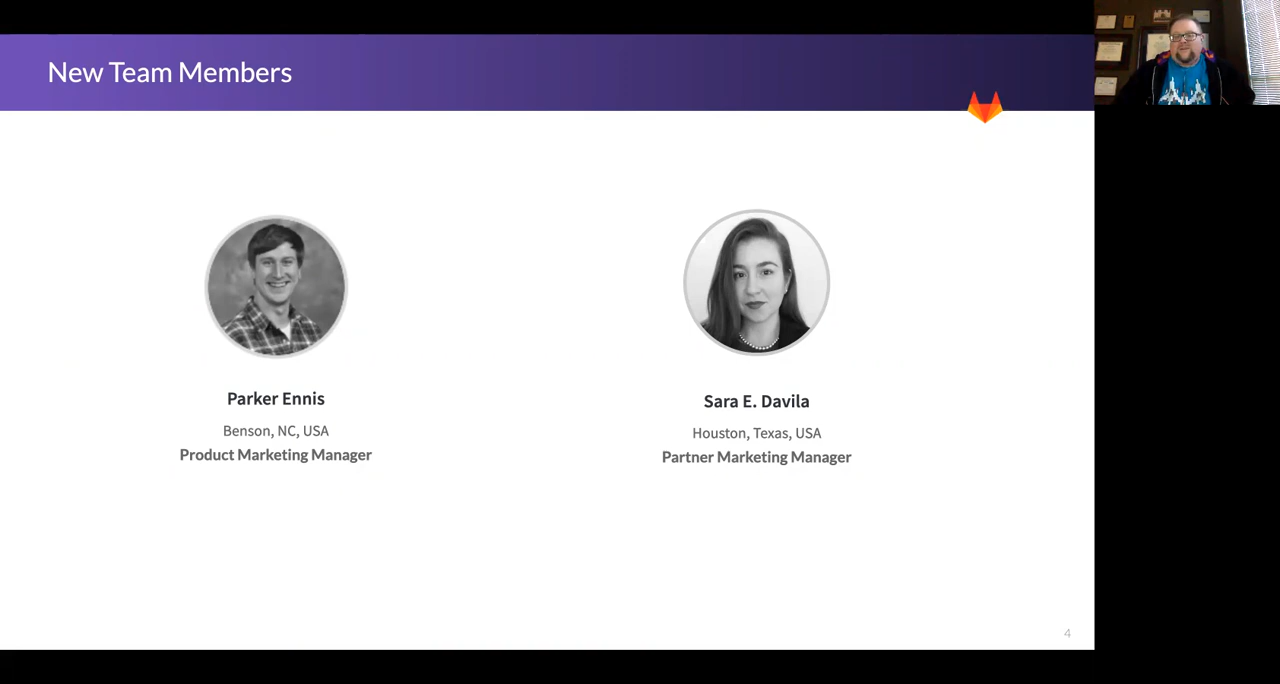 New Team Members
Parker Ennis
Benson, NC, USA
Product Marketing Manager
Sara E. Davila
Houston, Texas, USA
Partner Marketing Manager
4